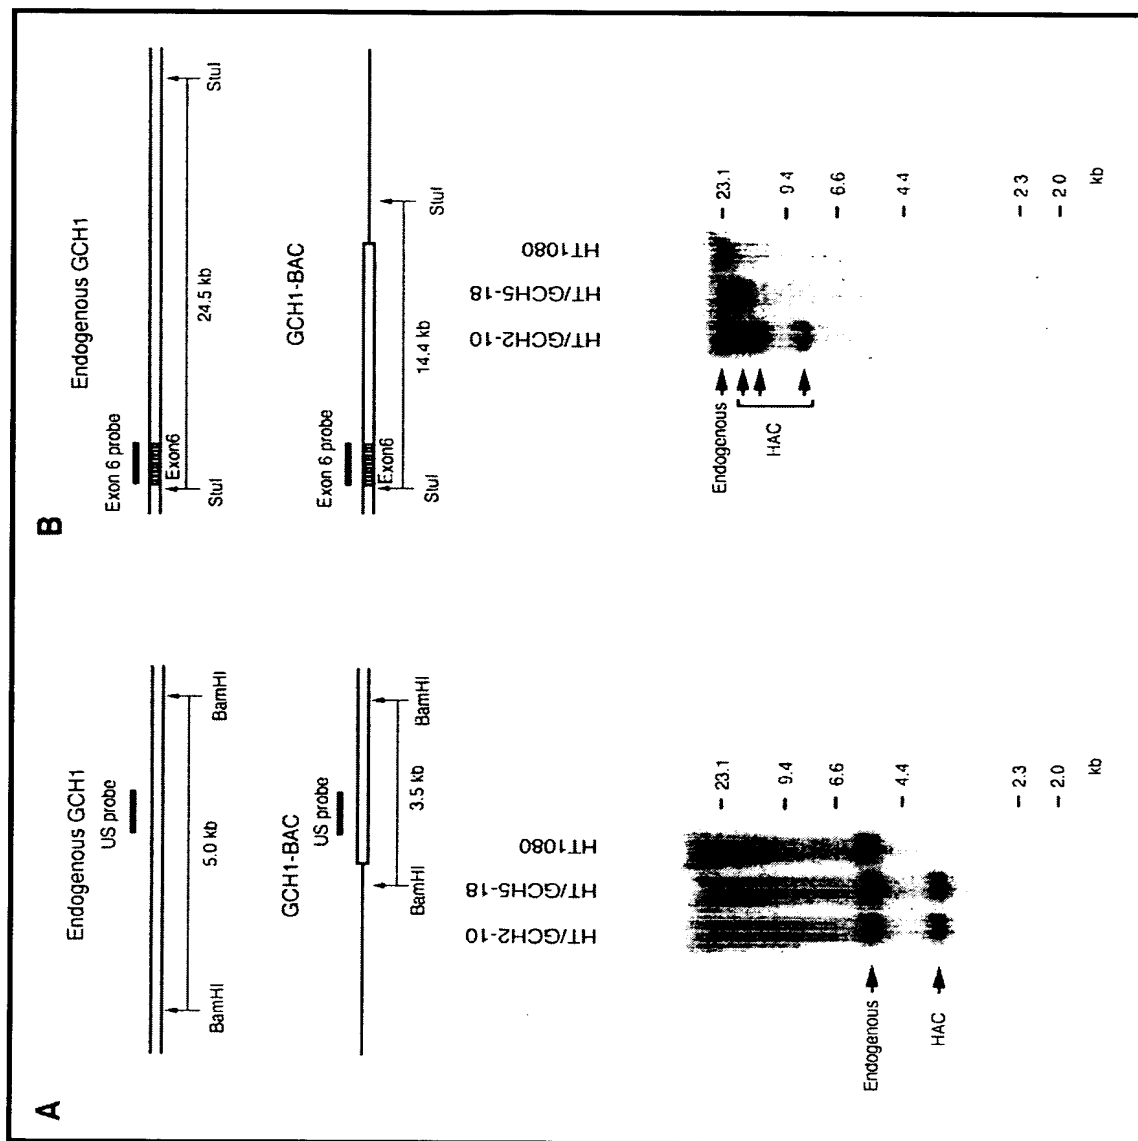 A
Endogenous GCH1
US probe
BamHI
BamHI
5.0 kb
GCH1-BAC
US probe
BamHI
BamHI
3.5 kb
HT/GCH2-10
HT/GCH5-18
HT1080
Endogenous
HAC
– 23.1
– 9.4
– 6.6
– 4.4
– 2.3
– 2.0
kb
B
Endogenous GCH1
Exon 6 probe
Exon6
StuI
StuI
24.5 kb
GCH1-BAC
Exon 6 probe
Exon6
StuI
StuI
14.4 kb
HT/GCH2-10
HT/GCH5-18
HT1080
Endogenous
HAC
– 23.1
– 9 4
– 6.6
– 4.4
– 2 3
– 2 0
kb